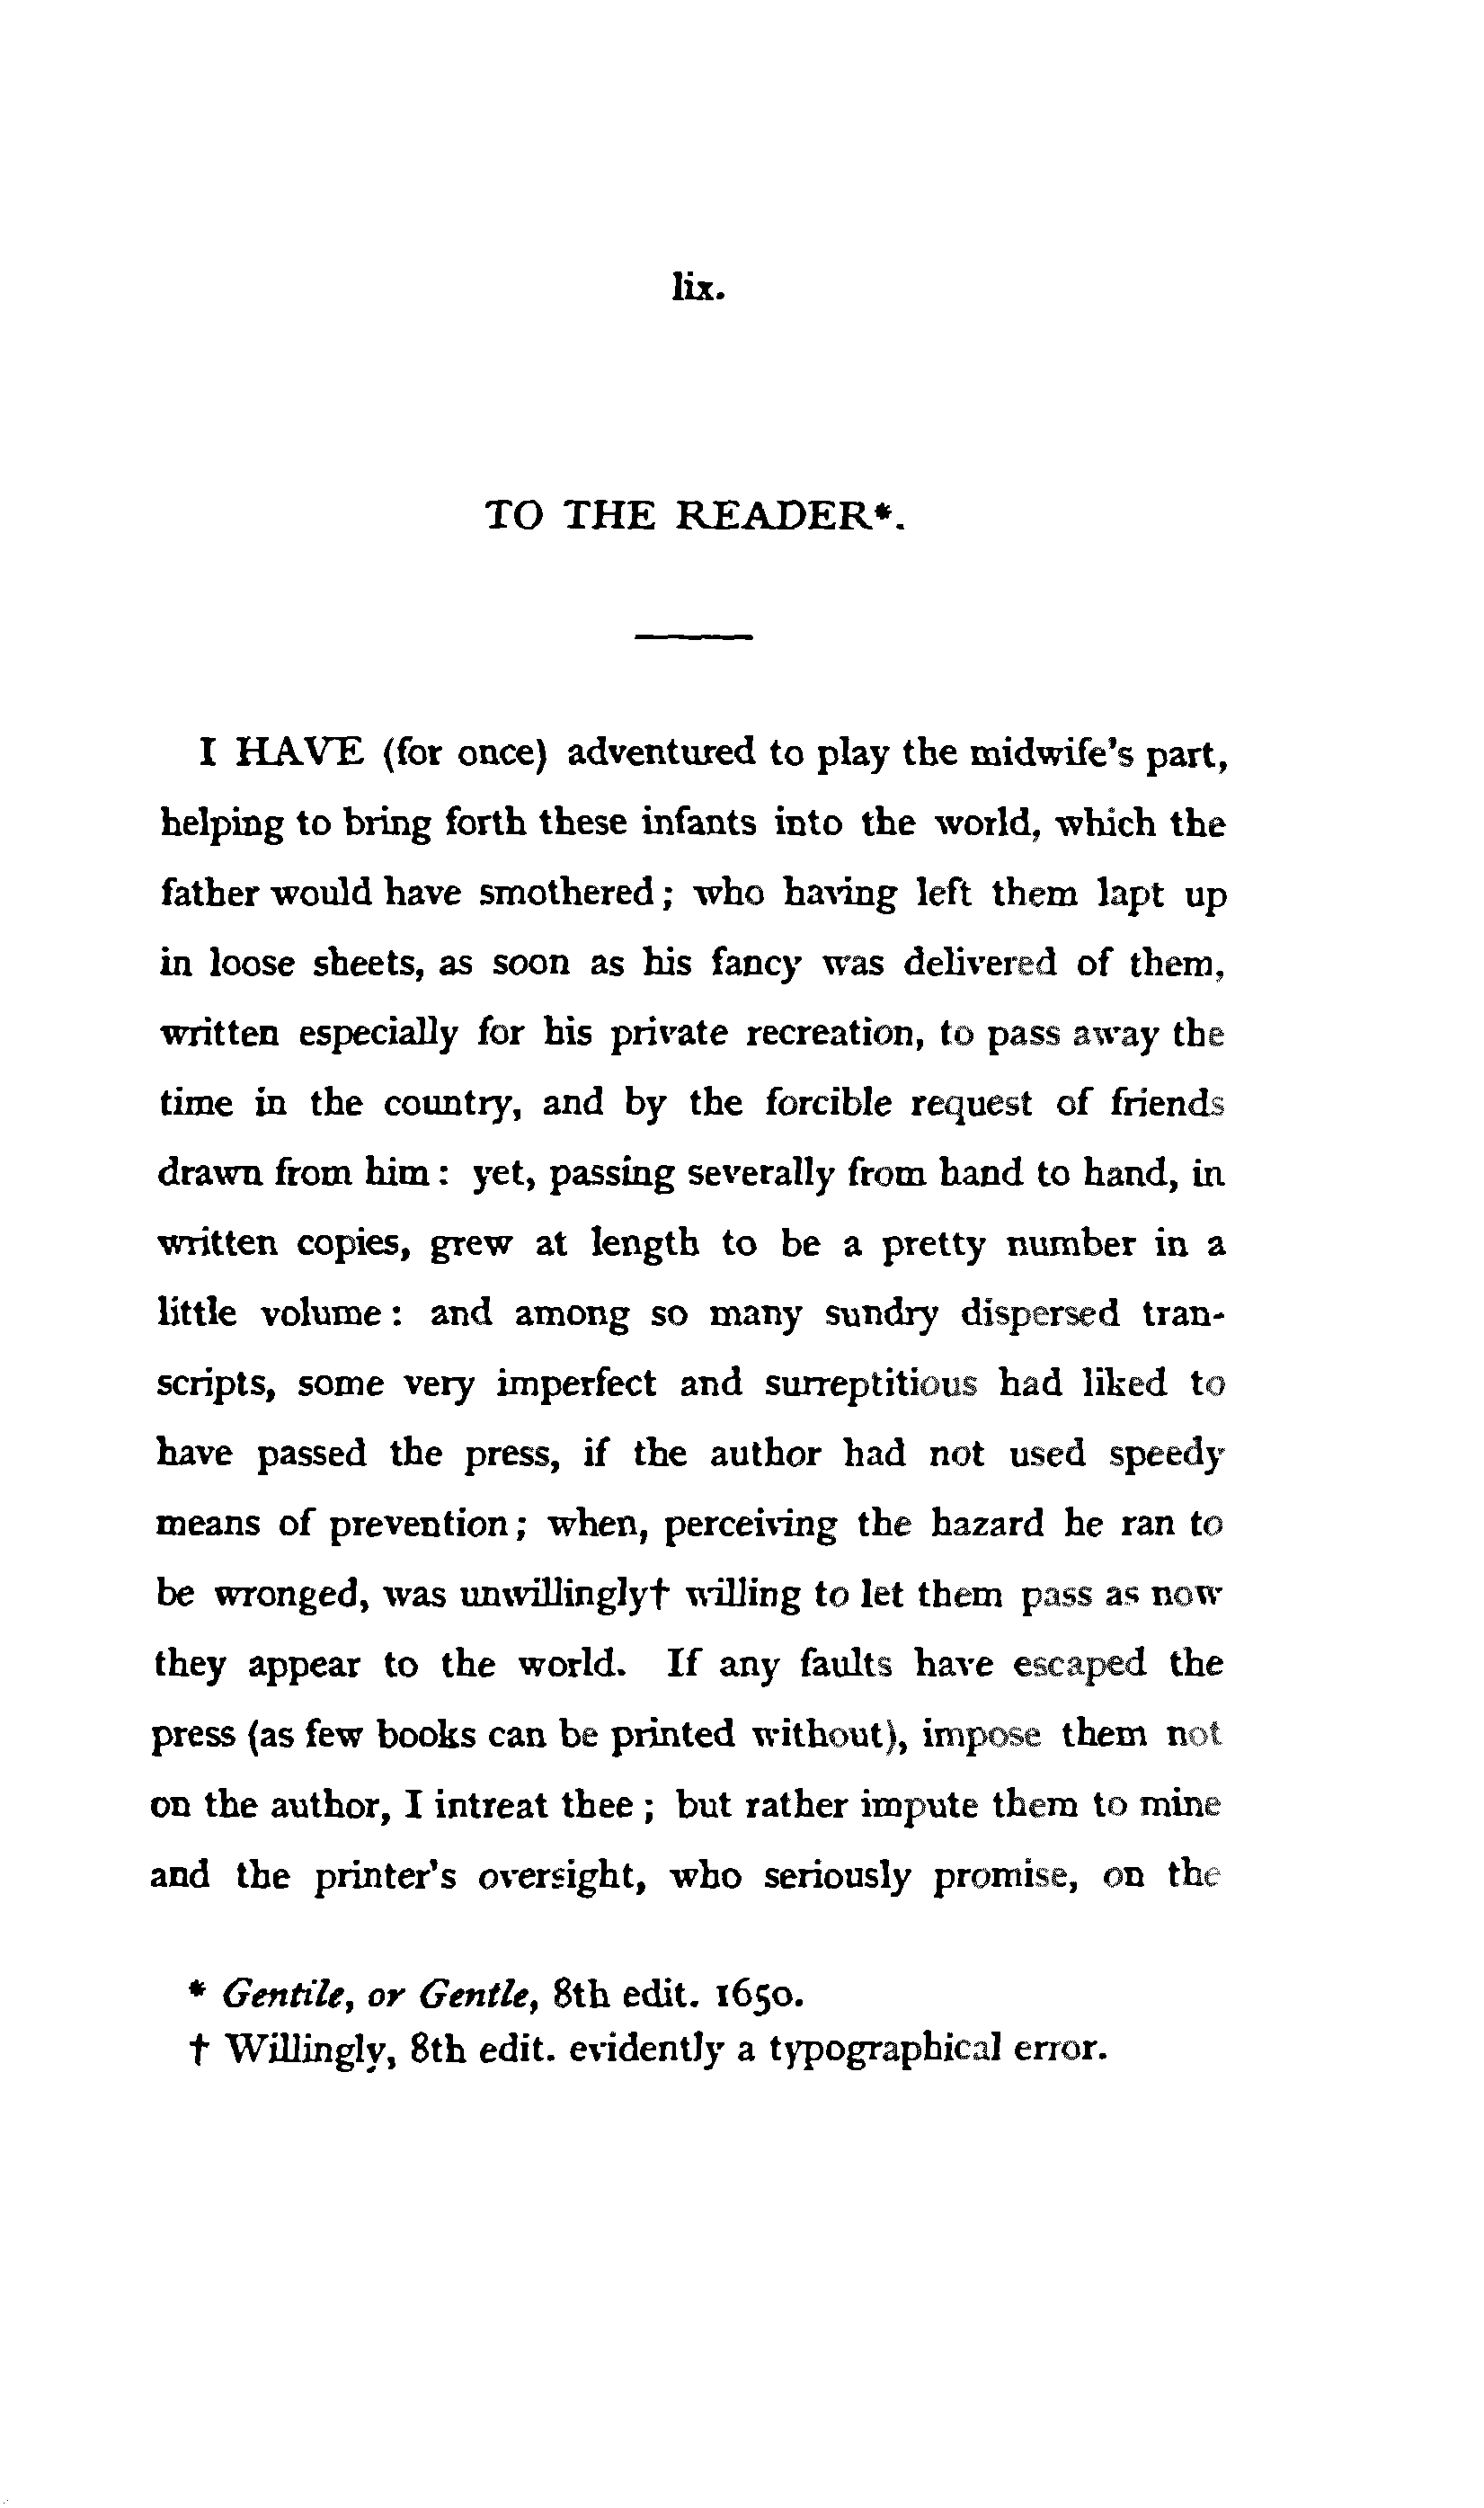 lix.
TO THE READER*.
I HAVE (for once) adventured to play the midwife's part,
helping to bring forth these infants into the world, which the
father would have smothered; who having left them lapt up
in loose sheets, as soon as his fancy was delivered of them,
written especially for his private recreation, to pass away the
time in the country, and by the forcible request of friends
drawn from him: yet, passing severally from hand to hand, in
written copies, grew at length to be a pretty number in a
little volume: and among so many sundry dispersed tran-
scripts, some very imperfect and surreptitious had liked to
have passed the press, if the author had not used speedy
means of prevention; when, perceiving the hazard he ran to
be wronged, was unwillingly† willing to let them pass as now
they appear to the world. If any faults have escaped the
press (as few books can be printed without), impose them not
on the author, I intreat thee; but rather impute them to mine
and the printer's oversight, who seriously promise, on the
* Gentile, or Gentle, 8th edit. 1650.
† Willingly, 8th edit. evidently a typographical error.